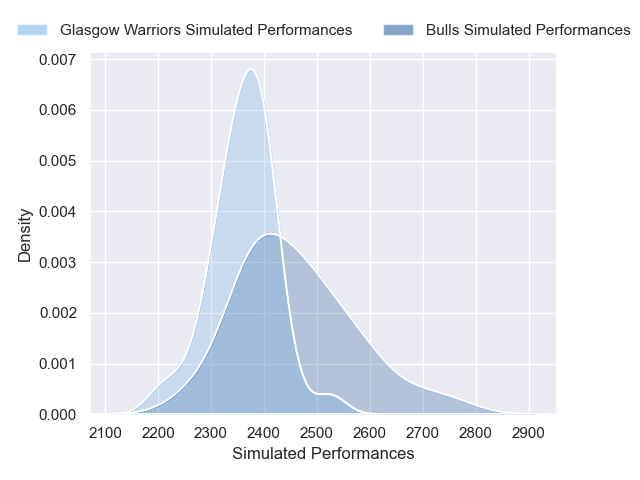 Glasgow Warriors Simulated Performances Bulls Simulated Performances
0.007
0.006
0.005
0.004
0.003
0.002
0.001
0.000
Density
2100 2200 2300 2400 2500 2600 2700 2800 2900
Simulated Performances